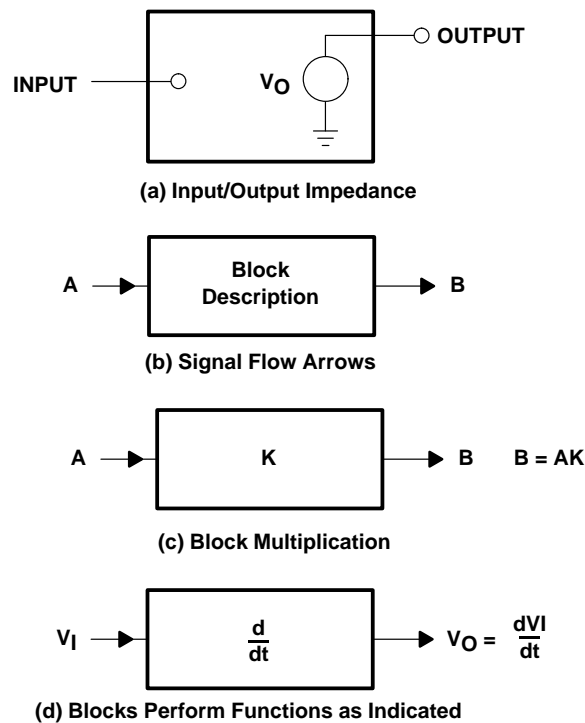 OUTPUT
INPUT
VO
(a) Input/Output Impedance
A
Block
Description
B
(b) Signal Flow Arrows
A
K
B
B = AK
(c) Block Multiplication
VI
d
dt
VO = dVI
dt
(d) Blocks Perform Functions as Indicated